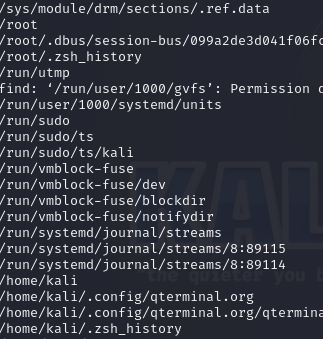 /sys/module/drm/sections/.ref.data
/root
/root/.dbus/session-bus/099a2de3d041f06fc
/root/.zsh_history
/run/utmp
find: ‘/run/user/1000/gvfs’: Permission d
/run/user/1000/systemd/units
/run/sudo
/run/sudo/ts
/run/sudo/ts/kali
/run/vmblock-fuse
/run/vmblock-fuse/dev
/run/vmblock-fuse/blockdir
/run/vmblock-fuse/notifydir
/run/systemd/journal/streams
/run/systemd/journal/streams/8:89115
/run/systemd/journal/streams/8:89114
/home/kali
/home/kali/.config/qterminal.org
/home/kali/.config/qterminal.org/qtermina
/home/kali/.zsh_history
KAL
the quieter you b